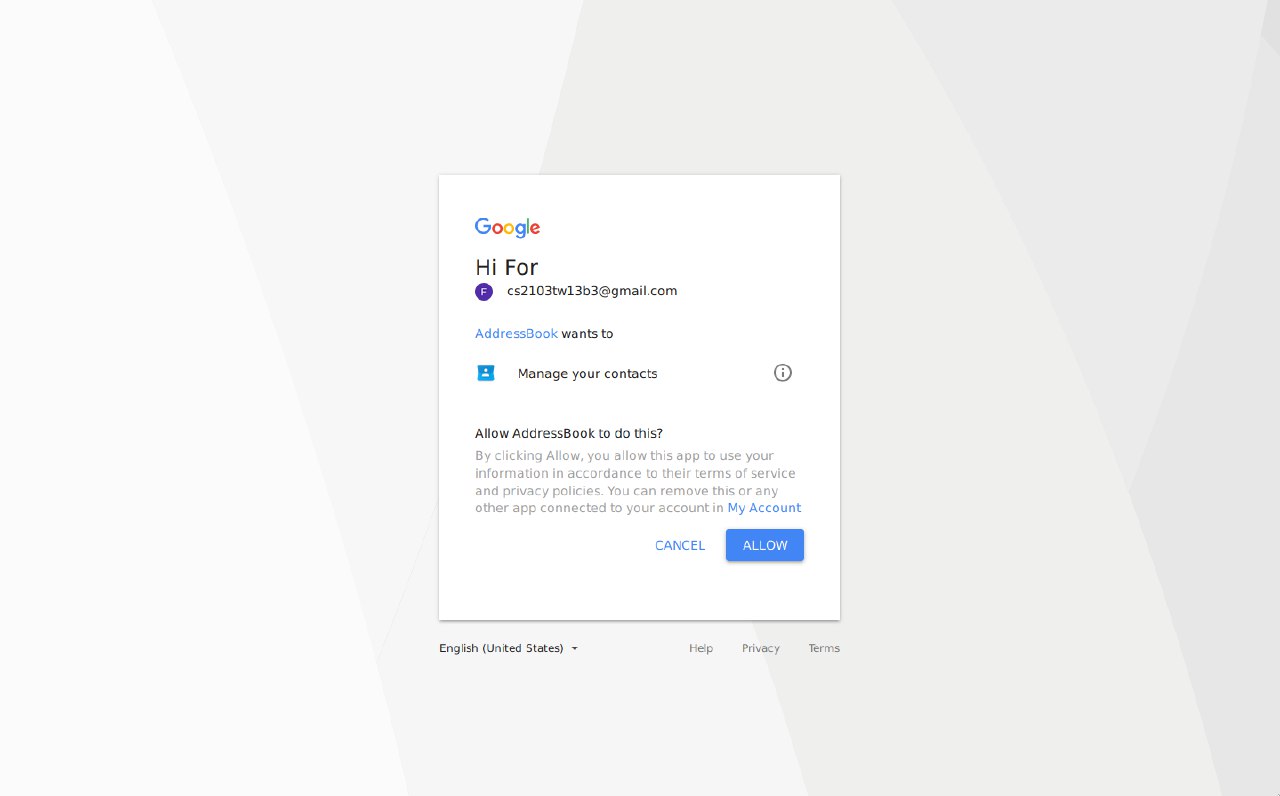 Google
Hi For
F cs2103tw13b3@gmail.com
AddressBook wants to
Manage your contacts
Allow AddressBook to do this?
By clicking Allow, you allow this app to use your
information in accordance to their terms of service
and privacy policies. You can remove this or any
other app connected to your account in My Account
CANCEL ALLOW
English (United States) Help Privacy Terms